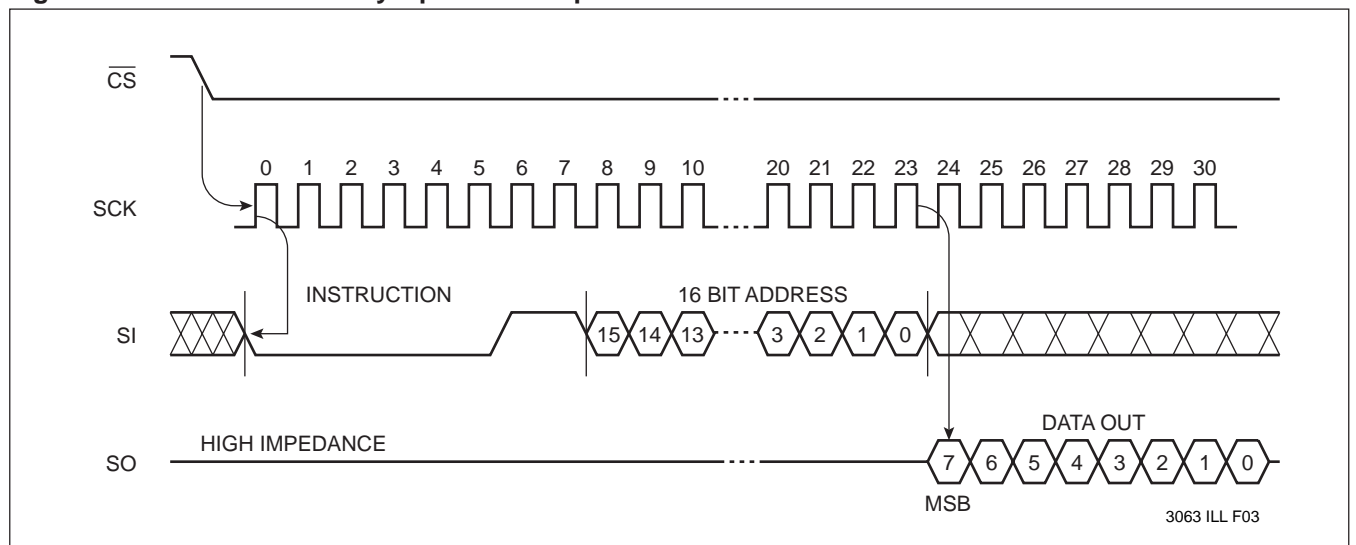 CS
0 1 2 3 4 5 6 7 8 9 10 20 21 22 23 24 25 26 27 28 29 30
SCK
INSTRUCTION 16 BIT ADDRESS
SI 15 14 13 3 2 1 0
DATA OUT
HIGH IMPEDANCE
SO 7 6 5 4 3 2 1 0
MSB
3063 ILL F03